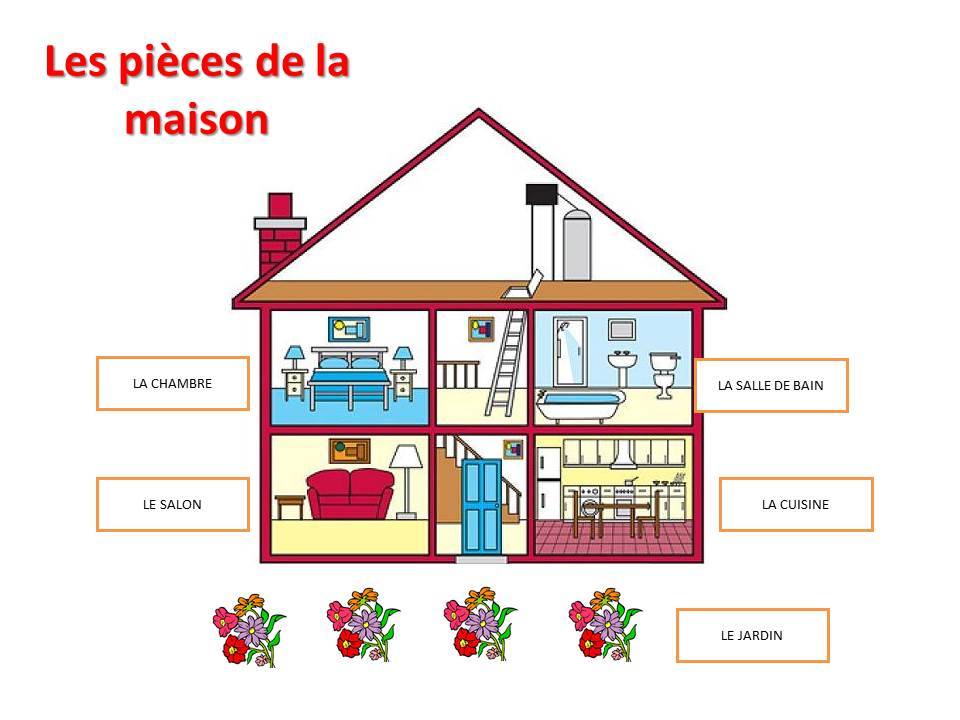 Les pièces de la
maison
LA CHAMBRE
LA SALLE DE BAIN
LE SALON
LA CUISINE
LE JARDIN